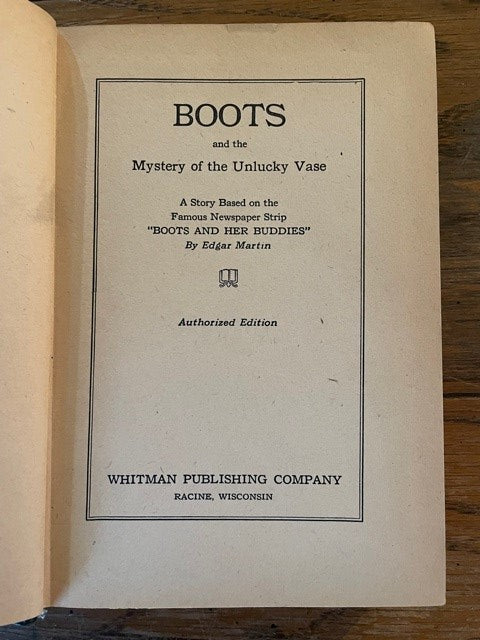 BOOTS
and the
Mystery of the Unlucky Vase
A Story Based on the
Famous Newspaper Strip
"BOOTS AND HER BUDDIES"
By Edgar Martin
Authorized Edition
WHITMAN PUBLISHING COMPANY
RACINE, WISCONSIN